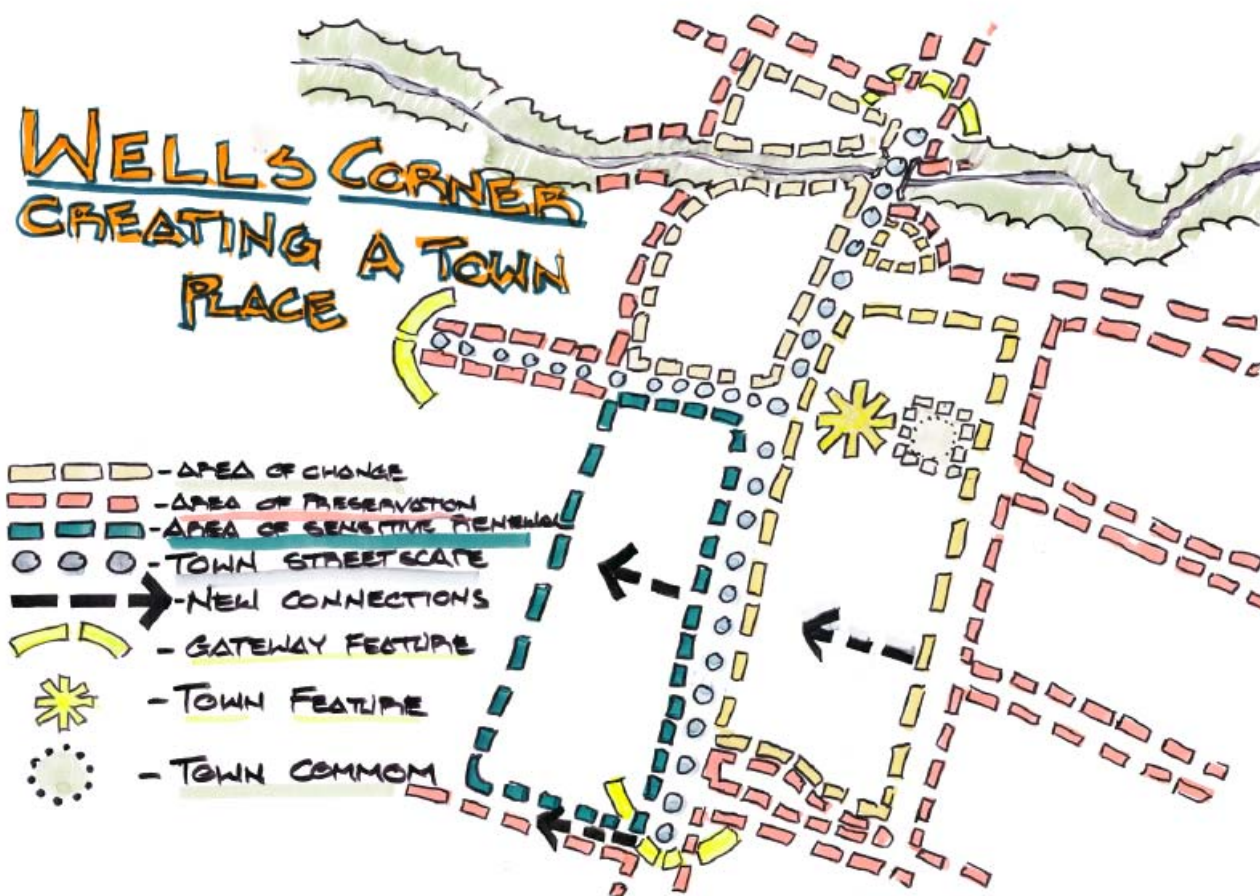 WELLS CORNER
CREATING A TOWN
PLACE
- AREA OF CHANGE
- AREA OF PRESERVATION
- AREA OF SENSITIVE RENEWAL
- TOWN STREETSCAPE
- NEW CONNECTIONS
- GATEWAY FEATURE
- TOWN FEATURE
- TOWN COMMOM